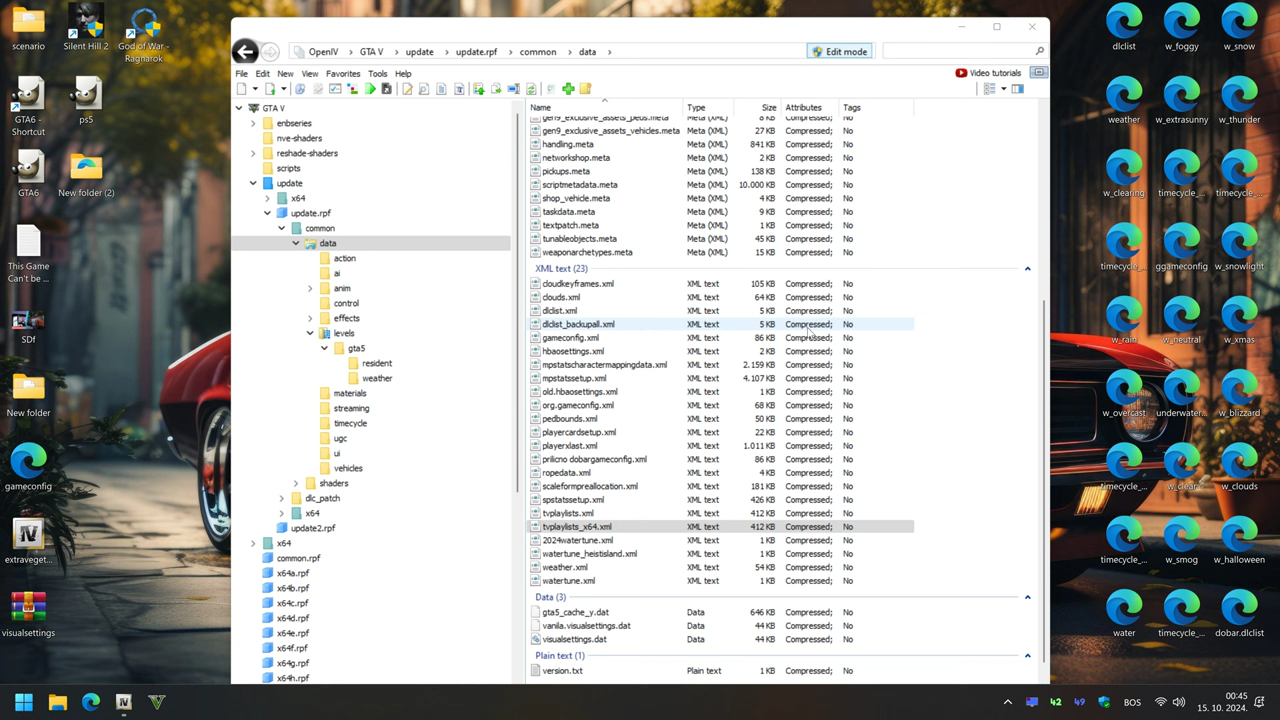 scenario
Silent Hill 2
God of War -
Ragnarok
GTA6
Shortcut
ps5
GTA6
New folder (2)
This Game
Can't be ...
SDf
New folder
gameconfig
extraveget...
visualsettings
OpenIV
GTA V
update
update.rpf
common
data
Edit mode
File
Edit
New
View
Favorites
Tools
Help
Video tutorials
GTA V
enbseries
nve-shaders
reshade-shaders
scripts
update
x64
update.rpf
common
data
action
ai
anim
control
effects
levels
gta5
resident
weather
materials
streaming
timecycle
ugc
ui
vehicles
shaders
dlc_patch
x64
update2.rpf
x64
common.rpf
x64a.rpf
x64b.rpf
x64c.rpf
x64d.rpf
x64e.rpf
x64f.rpf
x64g.rpf
x64h.rpf
Name Type Size Attributes Tags
gen9_exclusive_assets_peds.meta Meta (XML) 8 KB Compressed; No
gen9_exclusive_assets_vehicles.meta Meta (XML) 27 KB Compressed; No
handling.meta Meta (XML) 841 KB Compressed; No
networkshop.meta Meta (XML) 2 KB Compressed; No
pickups.meta Meta (XML) 138 KB Compressed; No
scriptmetadata.meta Meta (XML) 10.000 KB Compressed; No
shop_vehicle.meta Meta (XML) 4 KB Compressed; No
taskdata.meta Meta (XML) 9 KB Compressed; No
textpatch.meta Meta (XML) 1 KB Compressed; No
tunableobjects.meta Meta (XML) 45 KB Compressed; No
weaponarchetypes.meta Meta (XML) 15 KB Compressed; No
XML text (23)
cloudkeyframes.xml XML text 105 KB Compressed; No
clouds.xml XML text 64 KB Compressed; No
dlclist.xml XML text 5 KB Compressed; No
dlclist_backupall.xml XML text 5 KB Compressed; No
gameconfig.xml XML text 86 KB Compressed; No
hbaosettings.xml XML text 2 KB Compressed; No
mpstatscharactermappingdata.xml XML text 2.159 KB Compressed; No
mpstatssetup.xml XML text 4.107 KB Compressed; No
old.hbaosettings.xml XML text 2 KB Compressed; No
org.gameconfig.xml XML text 68 KB Compressed; No
pedbounds.xml XML text 50 KB Compressed; No
playercardsetup.xml XML text 22 KB Compressed; No
playerxlast.xml XML text 1.011 KB Compressed; No
prilicno dobargameconfig.xml XML text 86 KB Compressed; No
ropedata.xml XML text 4 KB Compressed; No
scaleformpreallocation.xml XML text 181 KB Compressed; No
spstatssetup.xml XML text 426 KB Compressed; No
tvplaylists.xml XML text 412 KB Compressed; No
tvplaylists_x64.xml XML text 412 KB Compressed; No
2024watertune.xml XML text 1 KB Compressed; No
watertune_heistisland.xml XML text 1 KB Compressed; No
weather.xml XML text 54 KB Compressed; No
watertune.xml XML text 1 KB Compressed; No
Data (3)
gta5_cache_y.dat Data 646 KB Compressed; No
vanila.visualsettings.dat Data 44 KB Compressed; No
visualsettings.dat Data 44 KB Compressed; No
Plain text (1)
version.txt Plain text 1 KB Compressed; No
dlclist
w_foggy
w_snow
weather
w_extrasunny
w_thunder
w_clearing
timecycle_...
timecycle_...
timecycle_...
ggameconfig
w_snowlight
w_rain
w_neutral
w_xmas
w_overcast
underwater...
w_blizzard
timecycle_...
w_clear
w_clouds
timecycle_...
w_smog
w_halloween
water
timecycle_...
dobar.dlclist
42
49
BOS
00:45
15. 10. 2024.